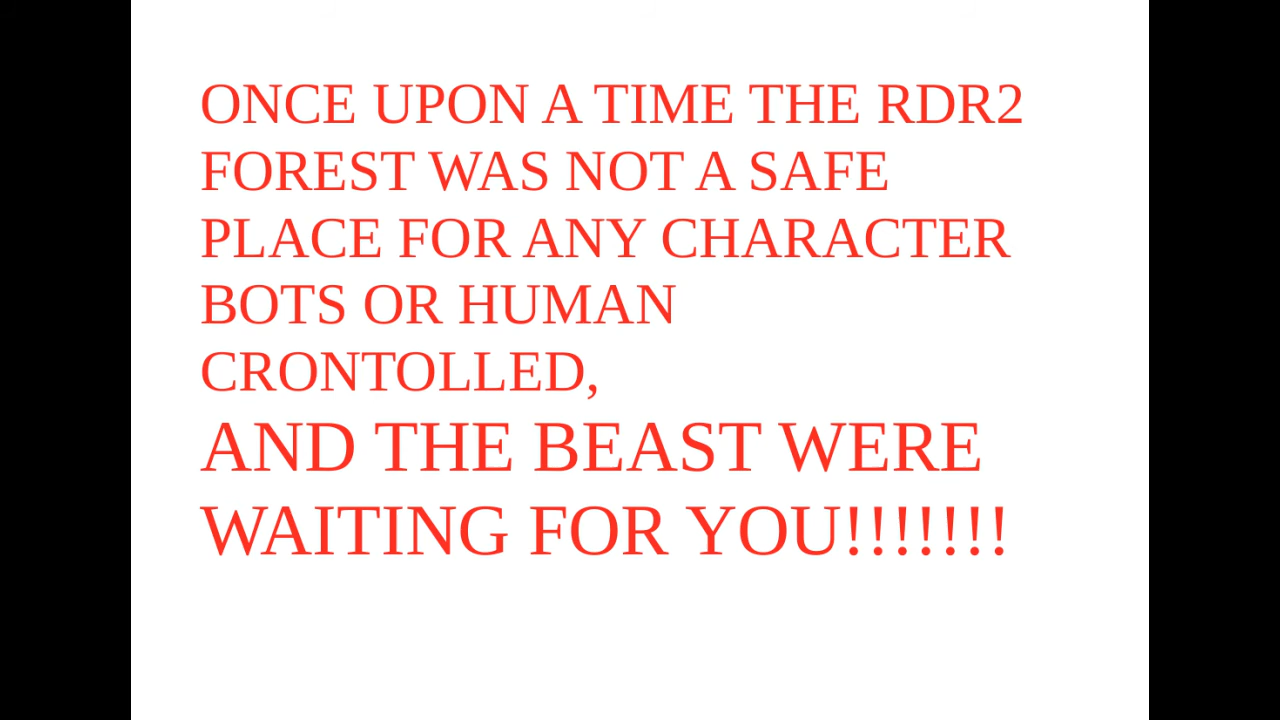 ONCE UPON A TIME THE RDR2
FOREST WAS NOT A SAFE
PLACE FOR ANY CHARACTER
BOTS OR HUMAN
CRONTOLLED,
AND THE BEAST WERE
WAITING FOR YOU!!!!!!!